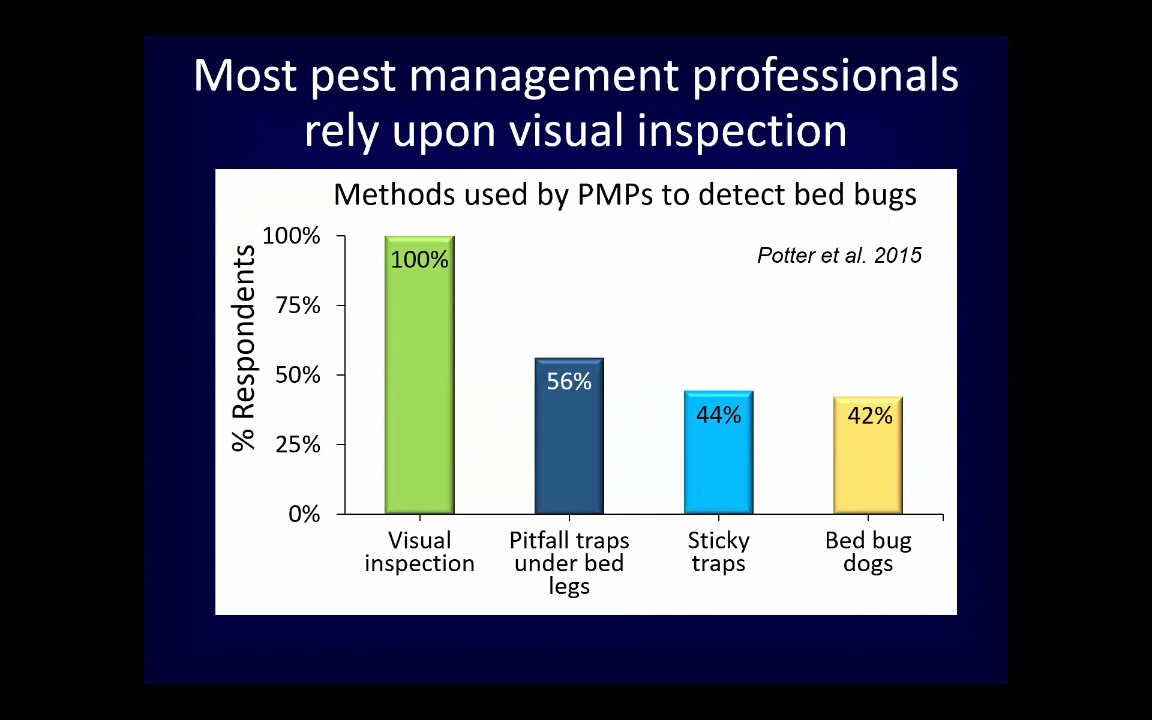 Most pest management professionals
rely upon visual inspection
Methods used by PMPs to detect bed bugs
Potter et al. 2015
% Respondents
100%
75%
50%
25%
0%
100%
56%
44%
42%
Visual
inspection
Pitfall traps
under bed
legs
Sticky
traps
Bed bug
dogs